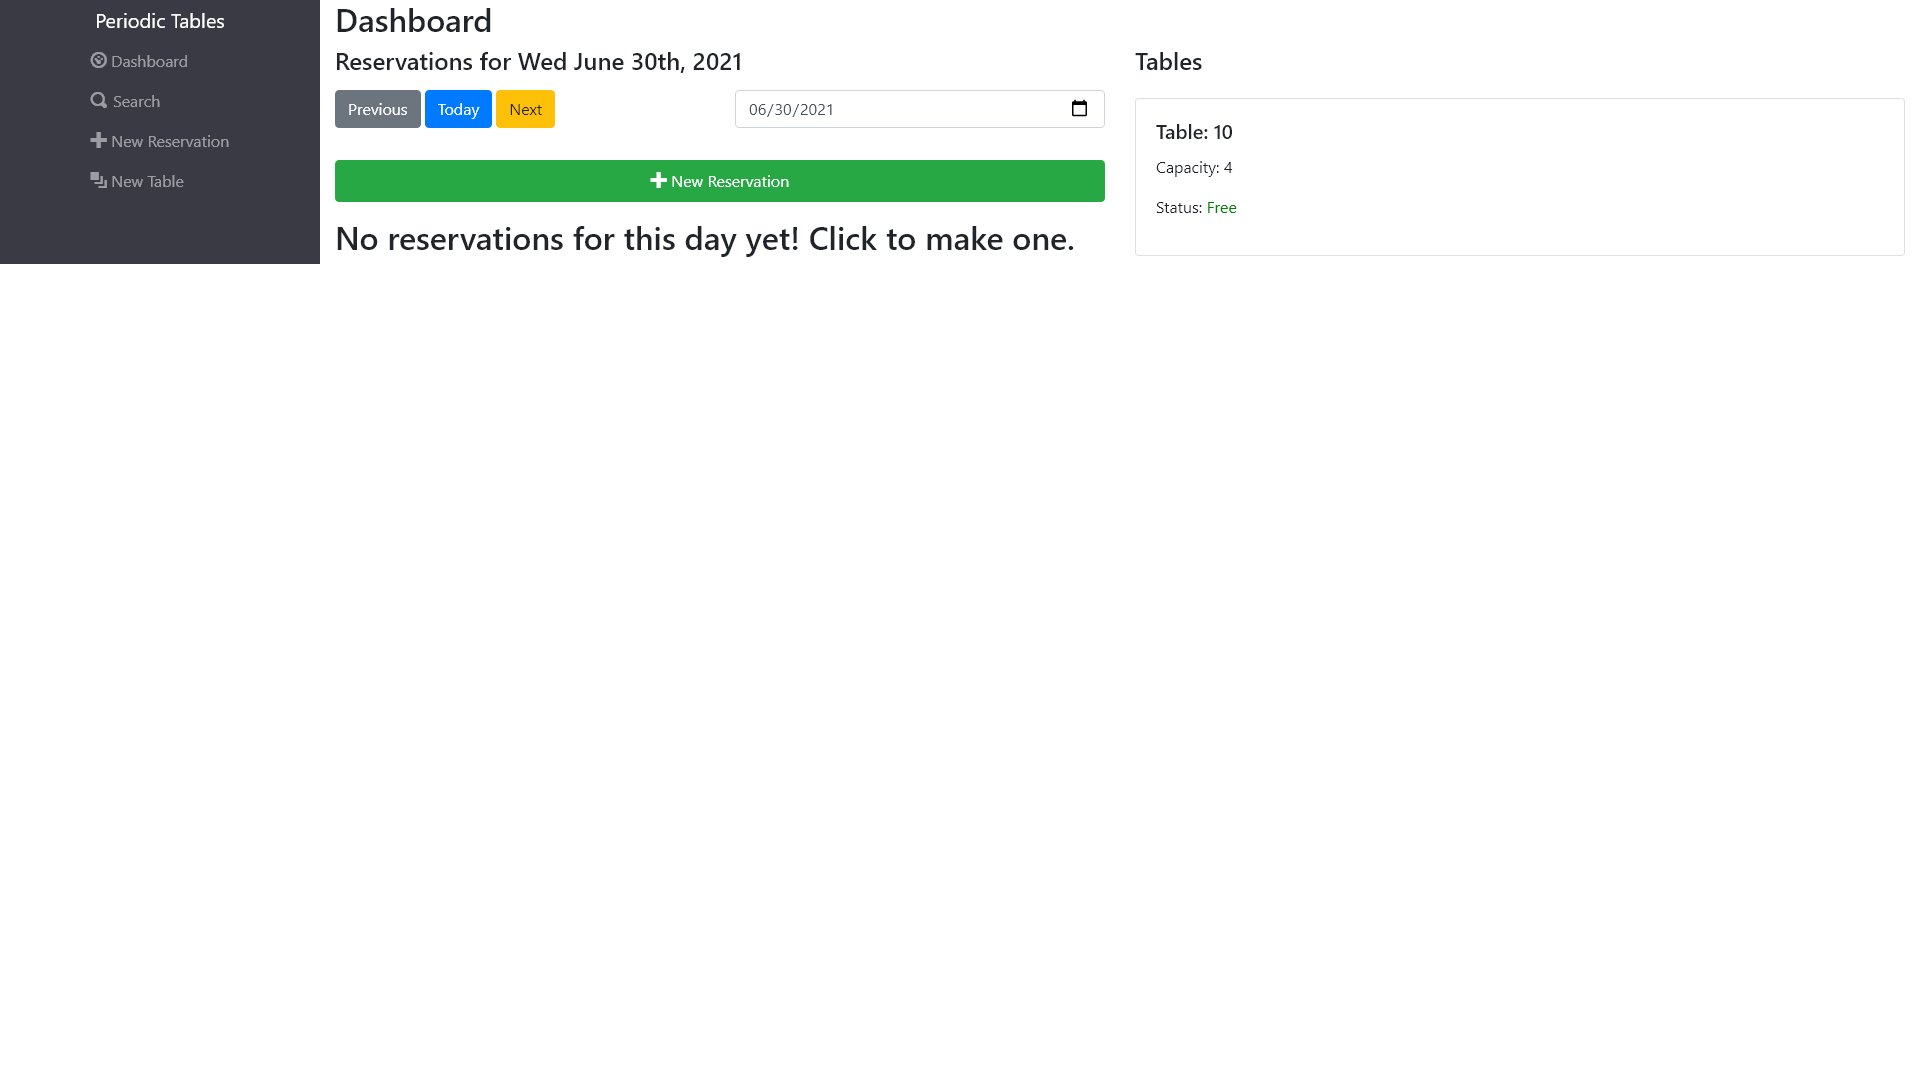 Periodic Tables
Dashboard
Search
New Reservation
New Table
Dashboard
Reservations for Wed June 30th, 2021
Previous Today Next 06/30/2021
New Reservation
No reservations for this day yet! Click to make one.
Tables
Table: 10
Capacity: 4
Status: Free